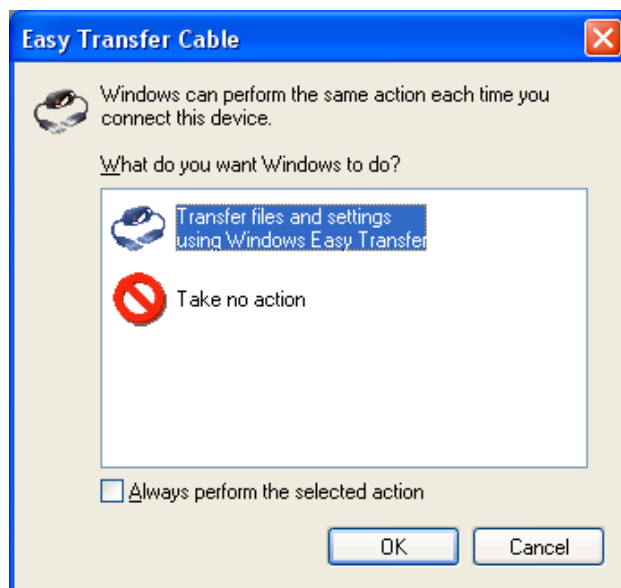 Easy Transfer Cable
Windows can perform the same action each time you
connect this device.
What do you want Windows to do?
Transfer files and settings
using Windows Easy Transfer
Take no action
Always perform the selected action
OK
Cancel